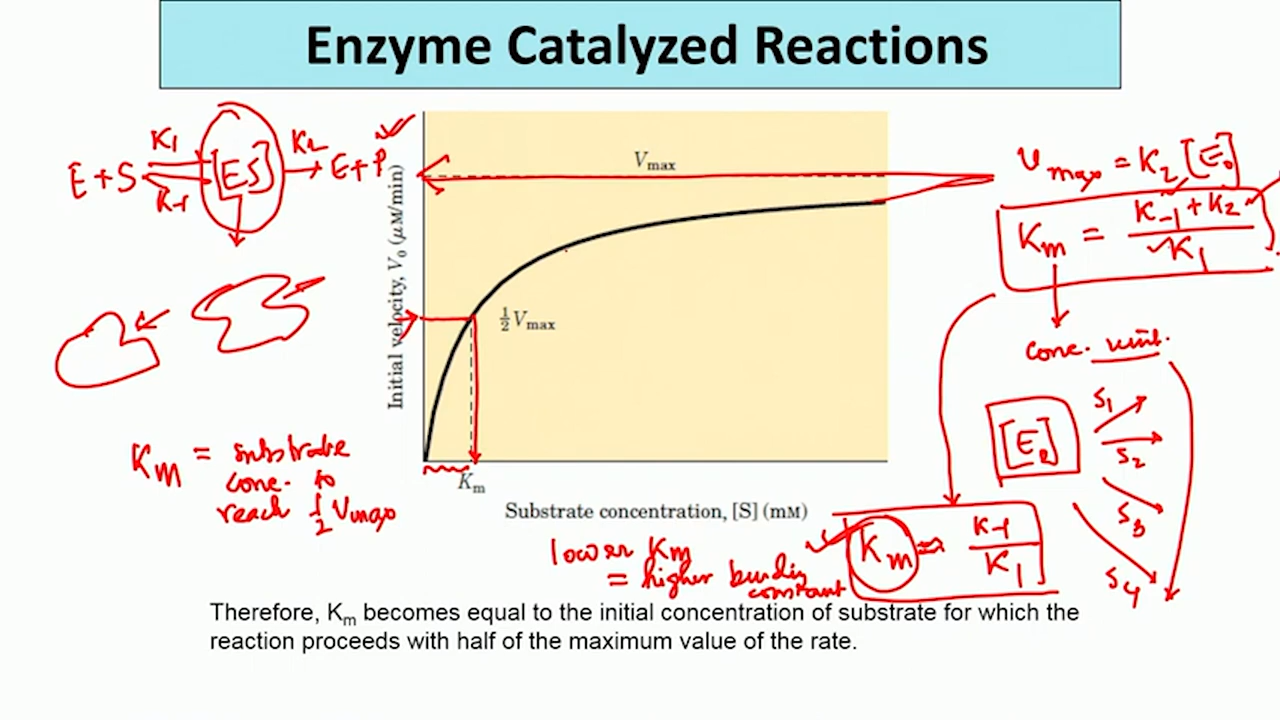 Enzyme Catalyzed Reactions
E + S K1 K-1 [ES] K2 E + P
Vmax
Vmax = K2 [E0]
Km = K-1 + K2 / K1
Initial velocity, V0 (μM/min)
½ Vmax
conc. unit.
[E0]
S1
S2
S3
S4
Km = substrate
conc. to
reach ½ Vmax
Km
Substrate concentration, [S] (mM)
Km = K-1 / K1
lower Km
= higher binding
constant
Therefore, Km becomes equal to the initial concentration of substrate for which the
reaction proceeds with half of the maximum value of the rate.